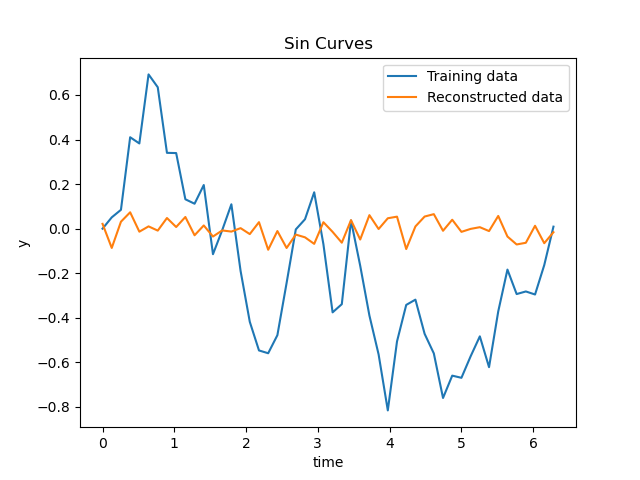 Sin Curves
Training data
Reconstructed data
y
0.6
0.4
0.2
0.0
−0.2
−0.4
−0.6
−0.8
0 1 2 3 4 5 6
time